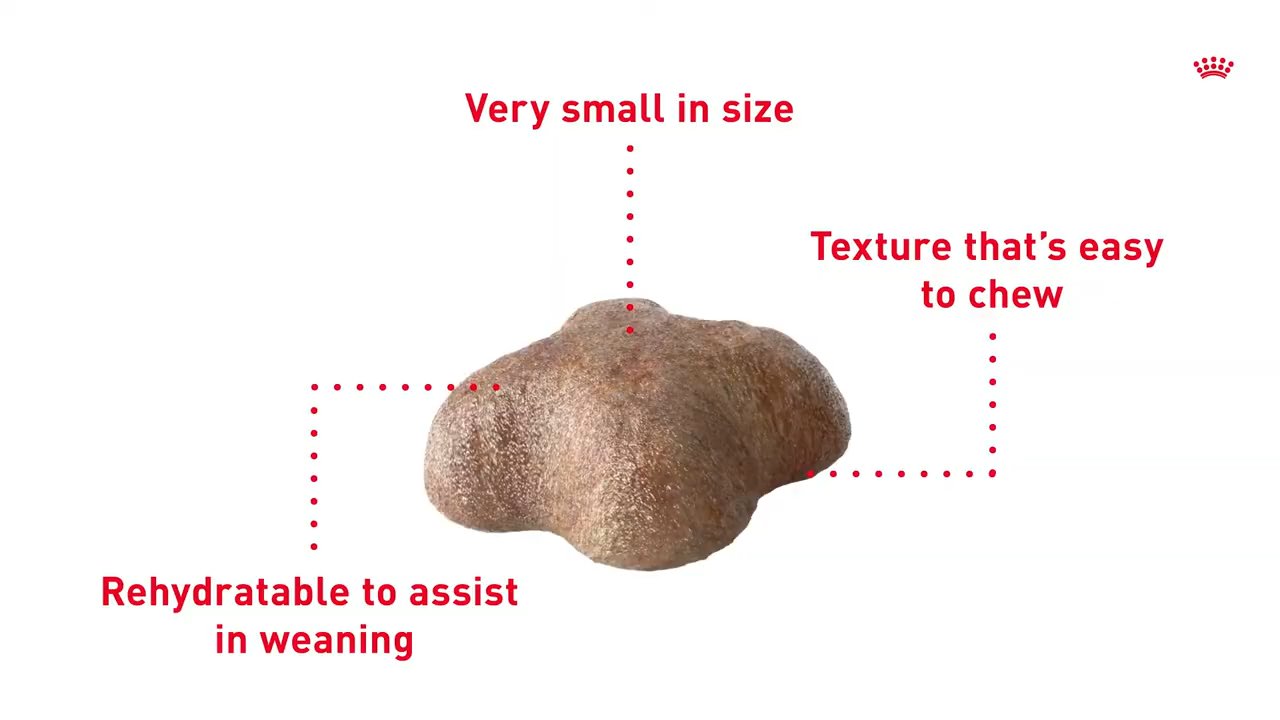 Very small in size
Texture that’s easy
to chew
Rehydratable to assist
in weaning